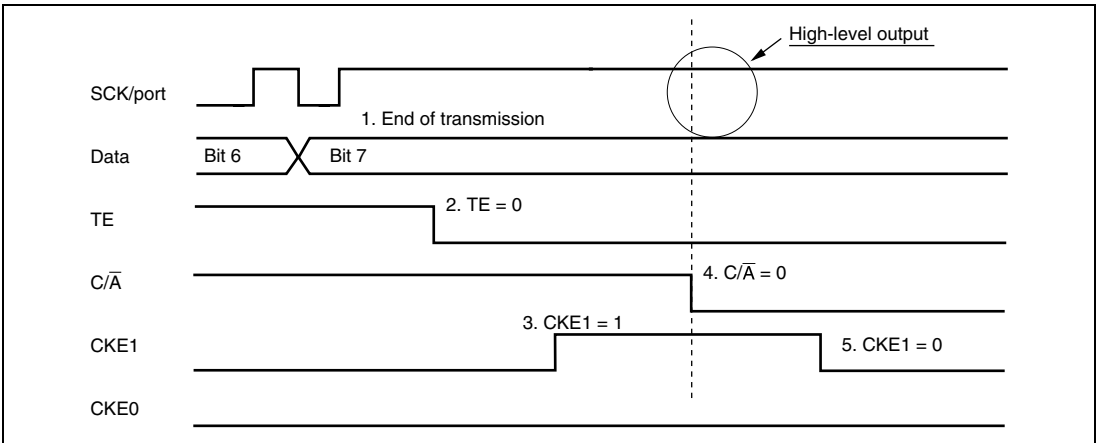 High-level output
SCK/port
1. End of transmission
Data
Bit 6
Bit 7
TE
2. TE = 0
C/A̅
4. C/A̅ = 0
3. CKE1 = 1
CKE1
5. CKE1 = 0
CKE0